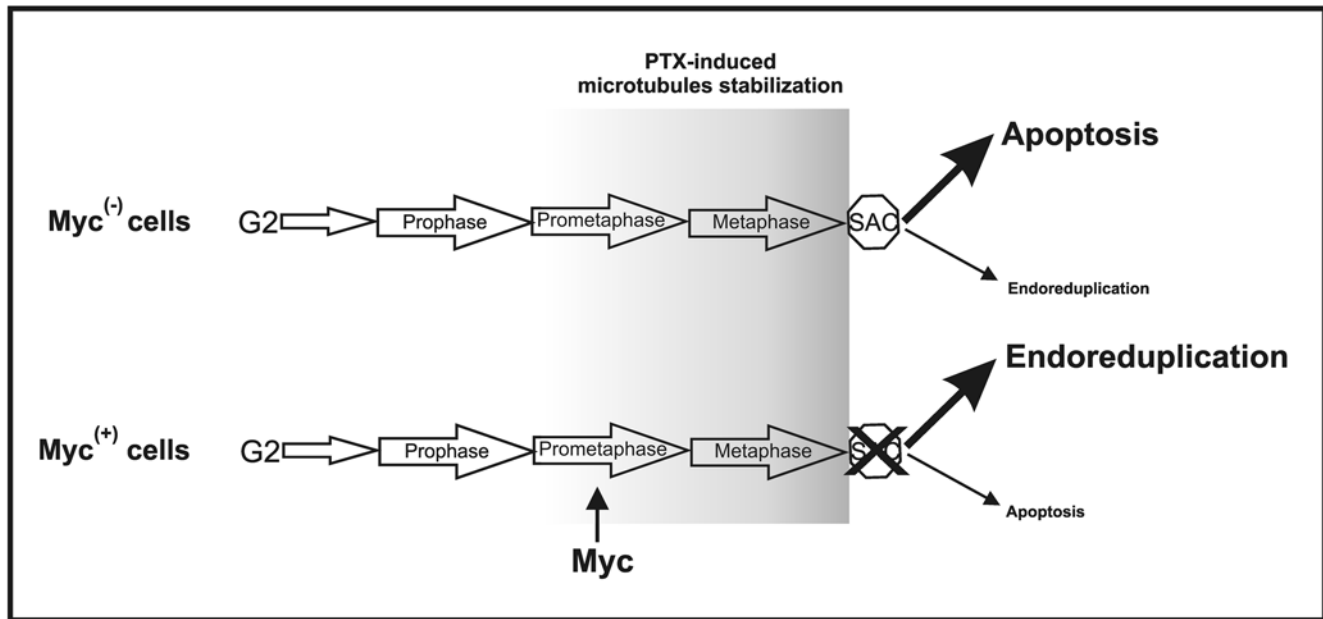 PTX-induced
microtubules stabilization
Apoptosis
Myc(-) cells G2 Prophase Prometaphase Metaphase SAC
Endoreduplication
Endoreduplication
Myc(+) cells G2 Prophase Prometaphase Metaphase SAC
Apoptosis
Myc